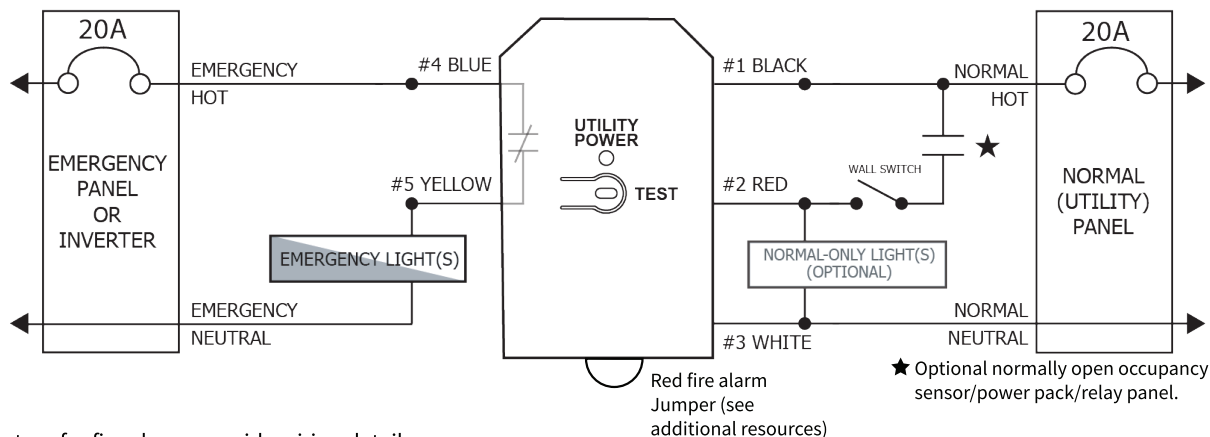 20A
EMERGENCY
HOT
#4 BLUE
#1 BLACK
NORMAL
HOT
20A
EMERGENCY
PANEL
OR
INVERTER
UTILITY
POWER
TEST
#5 YELLOW
#2 RED
WALL SWITCH
★
NORMAL
(UTILITY)
PANEL
EMERGENCY LIGHT(S)
NORMAL-ONLY LIGHT(S)
(OPTIONAL)
EMERGENCY
NEUTRAL
NORMAL
NEUTRAL
#3 WHITE
★ Optional normally open occupancy
sensor/power pack/relay panel.
Red fire alarm
Jumper (see
additional resources)